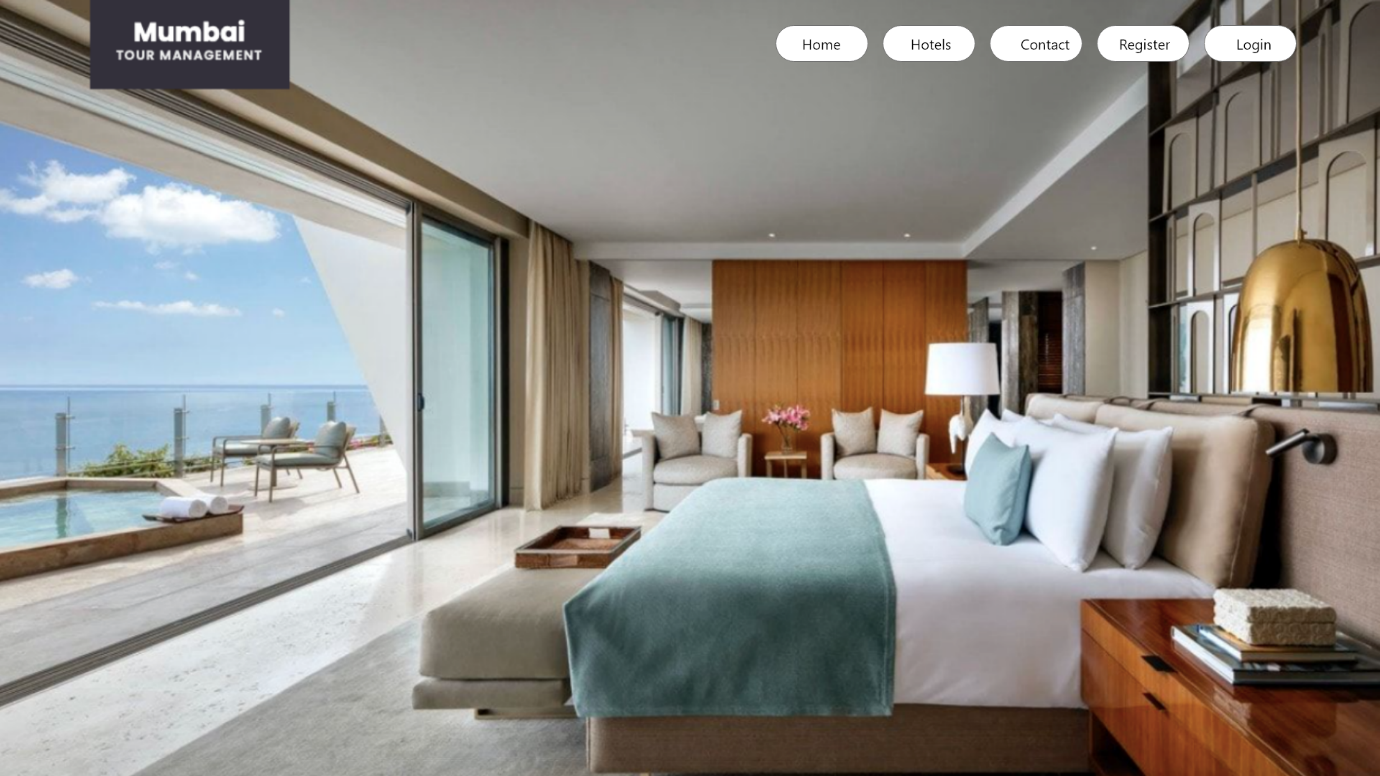 Mumbai
TOUR MANAGEMENT
Home
Hotels
Contact
Register
Login